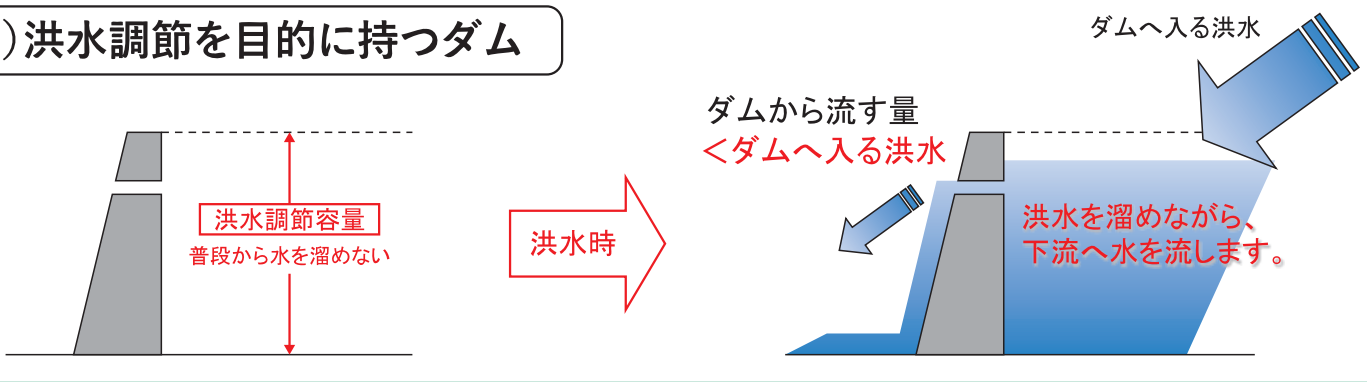 ）洪水調節を目的に持つダム
ダムへ入る洪水
ダムから流す量
＜ダムへ入る洪水
洪水調節容量
普段から水を溜めない
洪水時
洪水を溜めながら、
下流へ水を流します。